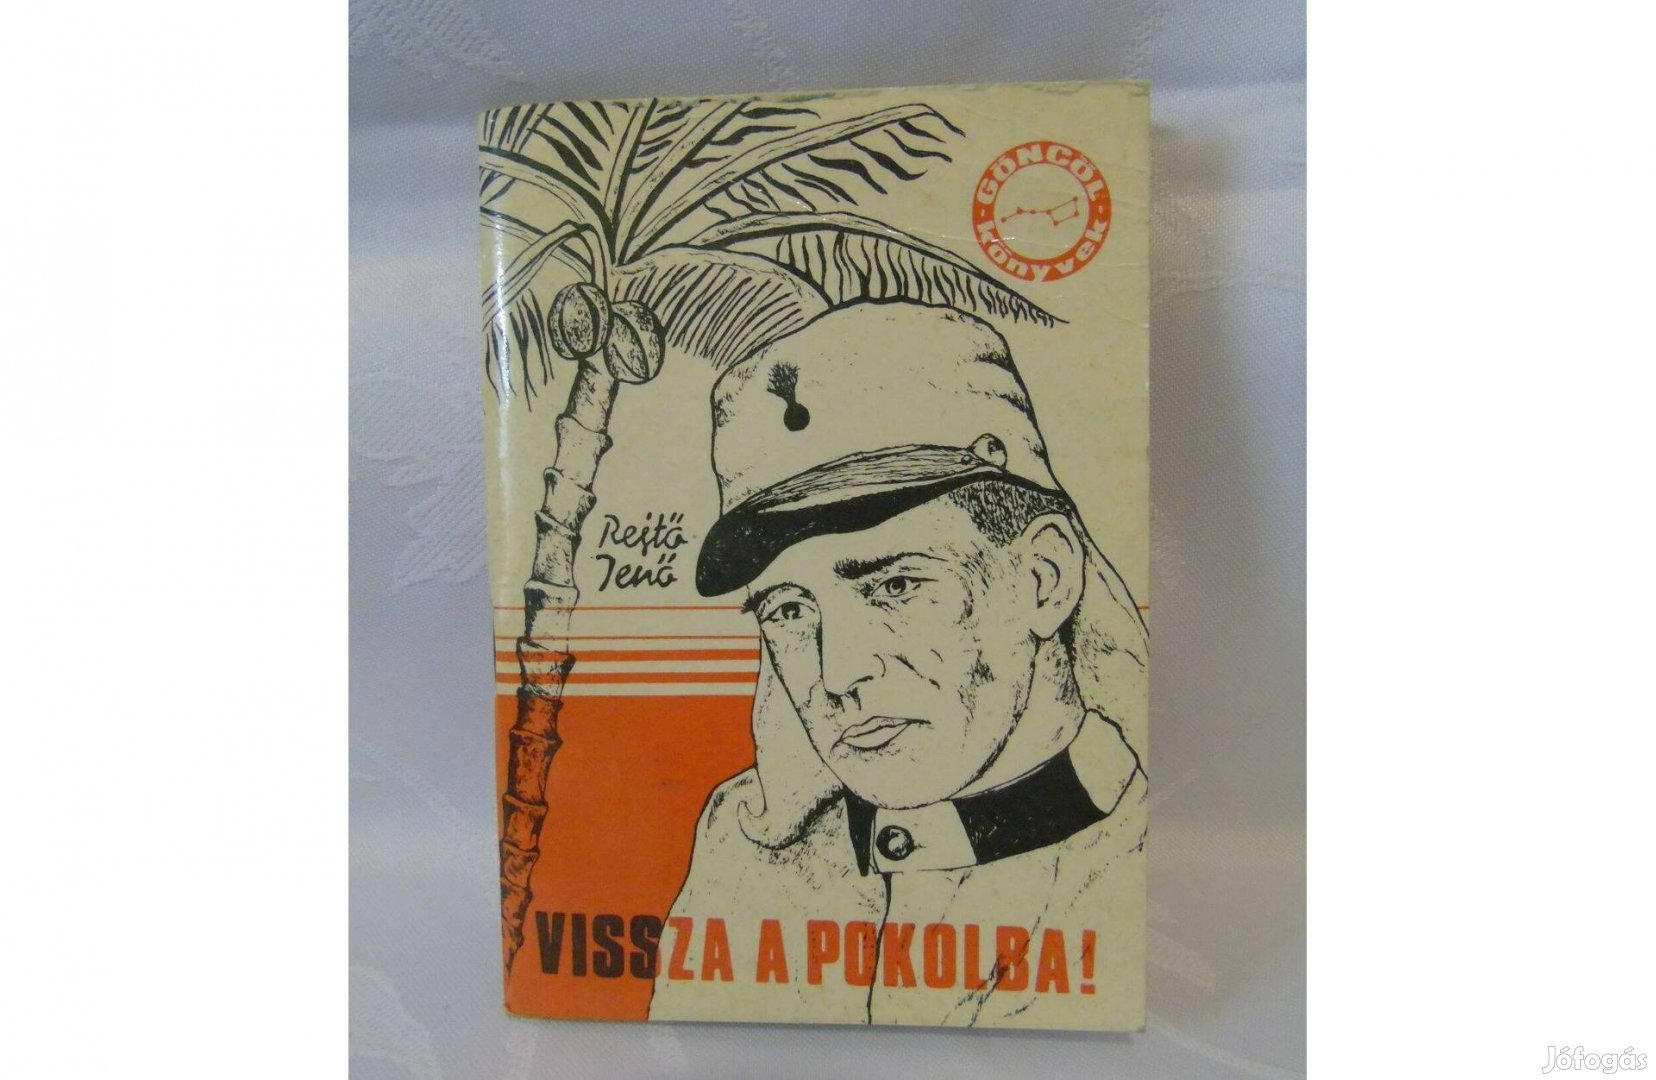 GÖNCÖL
könyvek
Rejtő
Jenő
VISSZA A POKOLBA!
Jófogás